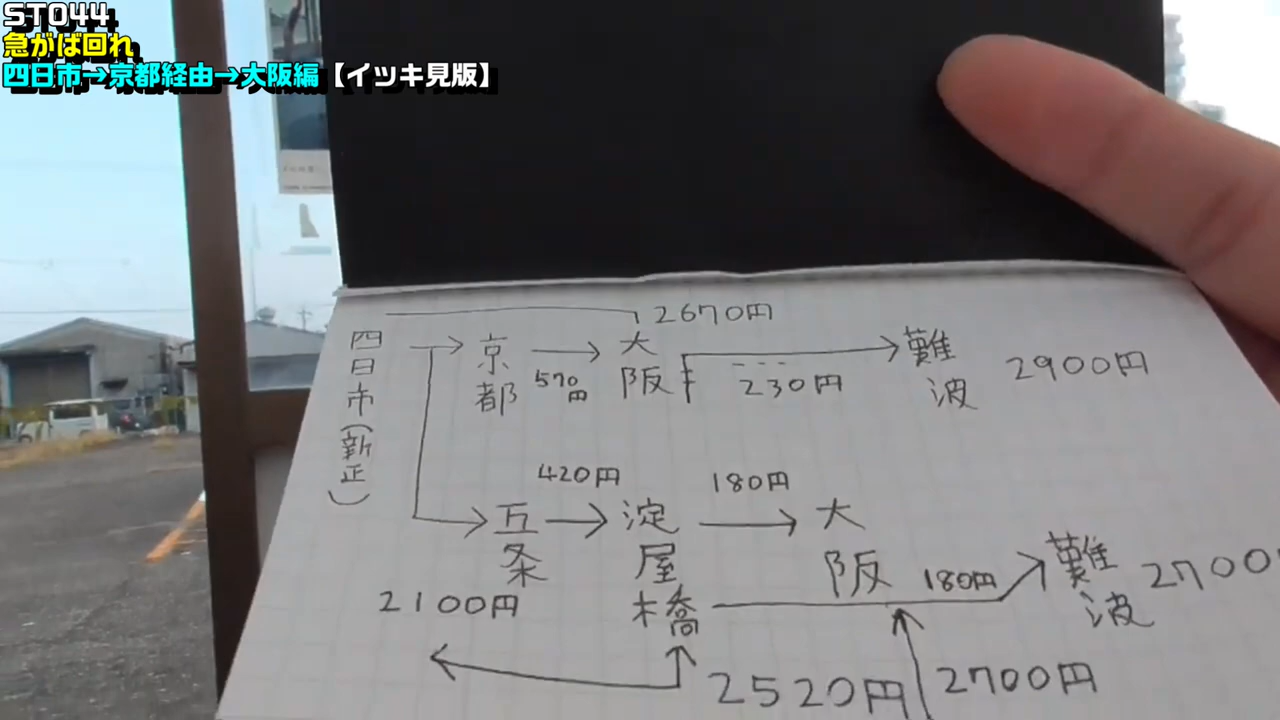 ST044
急がば回れ
四日市→京都経由→大阪編【イツキ見版】
2670円
四日市(新正)→京都→大阪→難波 2900円
570円
230円
420円 180円
五条→淀屋橋→大阪
180円
難波 2700
2100円
2520円 2700円